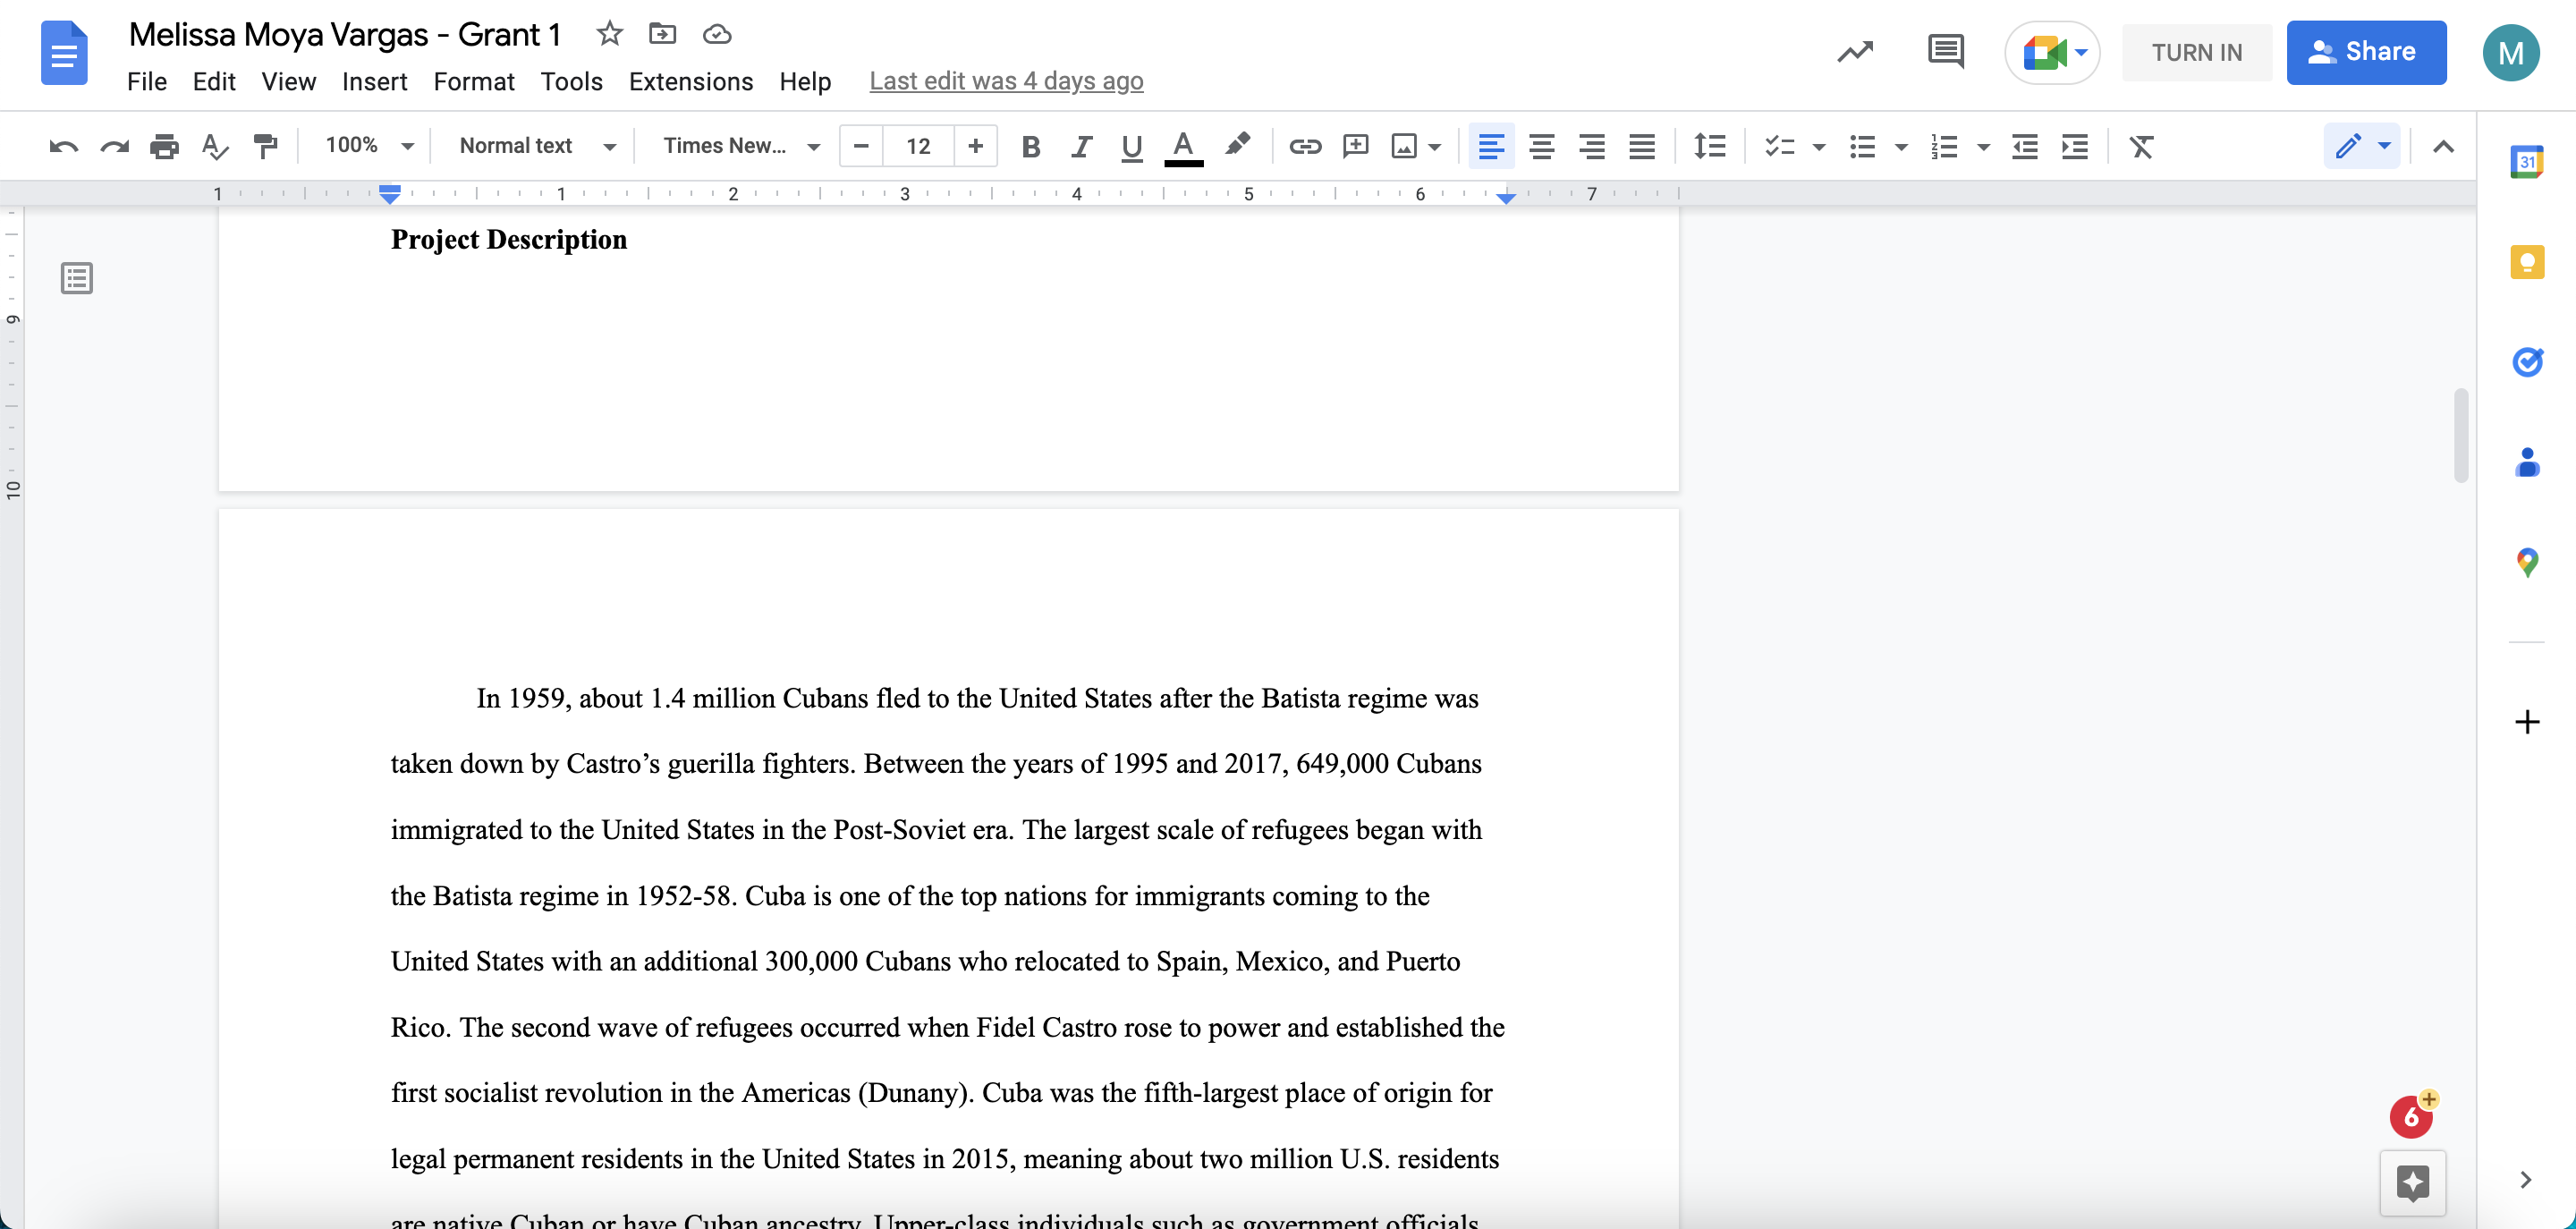 Melissa Moya Vargas - Grant 1
File Edit View Insert Format Tools Extensions Help Last edit was 4 days ago
TURN IN
Share
M
100% Normal text Times New... 12
31
1 1 2 3 4 5 6 7
9
10
Project Description
In 1959, about 1.4 million Cubans fled to the United States after the Batista regime was
taken down by Castro’s guerilla fighters. Between the years of 1995 and 2017, 649,000 Cubans
immigrated to the United States in the Post-Soviet era. The largest scale of refugees began with
the Batista regime in 1952-58. Cuba is one of the top nations for immigrants coming to the
United States with an additional 300,000 Cubans who relocated to Spain, Mexico, and Puerto
Rico. The second wave of refugees occurred when Fidel Castro rose to power and established the
first socialist revolution in the Americas (Dunany). Cuba was the fifth-largest place of origin for
legal permanent residents in the United States in 2015, meaning about two million U.S. residents
are native Cuban or have Cuban ancestry. Upper-class individuals such as government officials
6